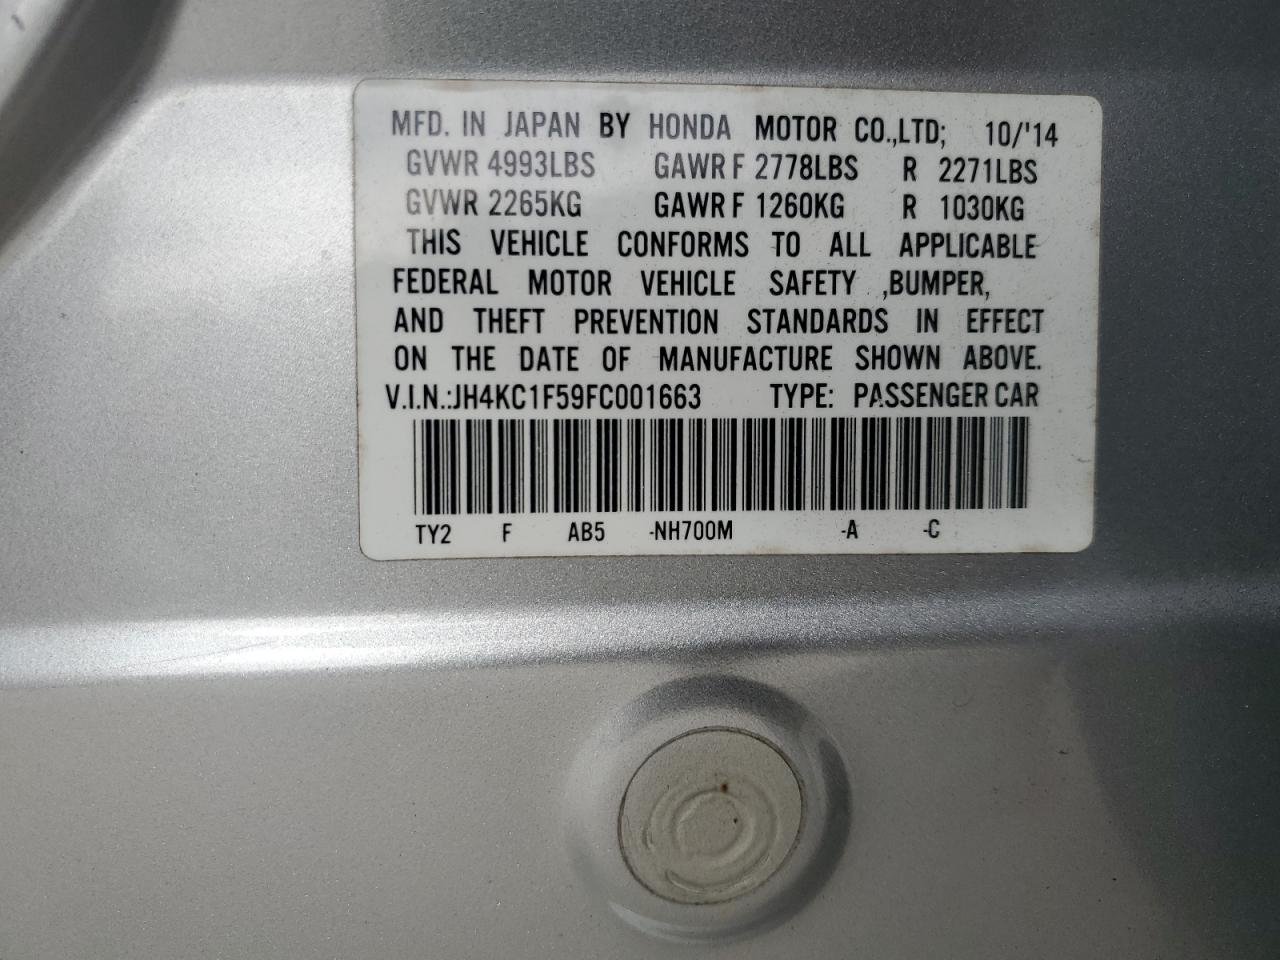 MFD. IN JAPAN BY HONDA MOTOR CO.,LTD; 10/'14
GVWR 4993LBS GAWR F 2778LBS R 2271LBS
GVWR 2265KG GAWR F 1260KG R 1030KG
THIS VEHICLE CONFORMS TO ALL APPLICABLE
FEDERAL MOTOR VEHICLE SAFETY ,BUMPER,
AND THEFT PREVENTION STANDARDS IN EFFECT
ON THE DATE OF MANUFACTURE SHOWN ABOVE.
V.I.N.:JH4KC1F59FC001663 TYPE: PASSENGER CAR
TY2 F AB5 -NH700M -A -C